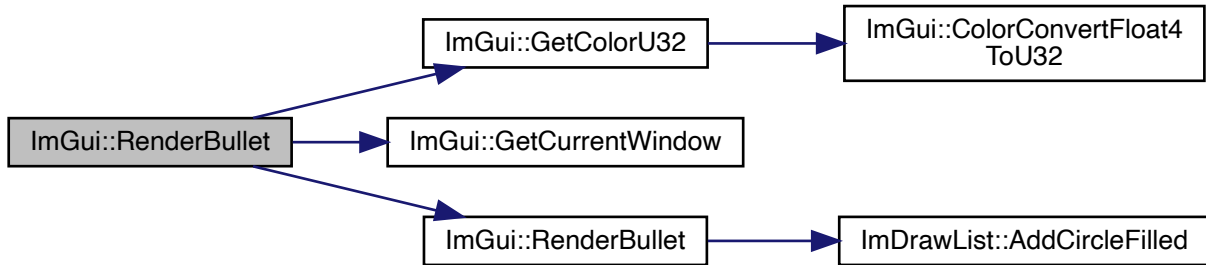 ImGui::RenderBullet
ImGui::GetColorU32
ImGui::ColorConvertFloat4
ToU32
ImGui::GetCurrentWindow
ImGui::RenderBullet
ImDrawList::AddCircleFilled